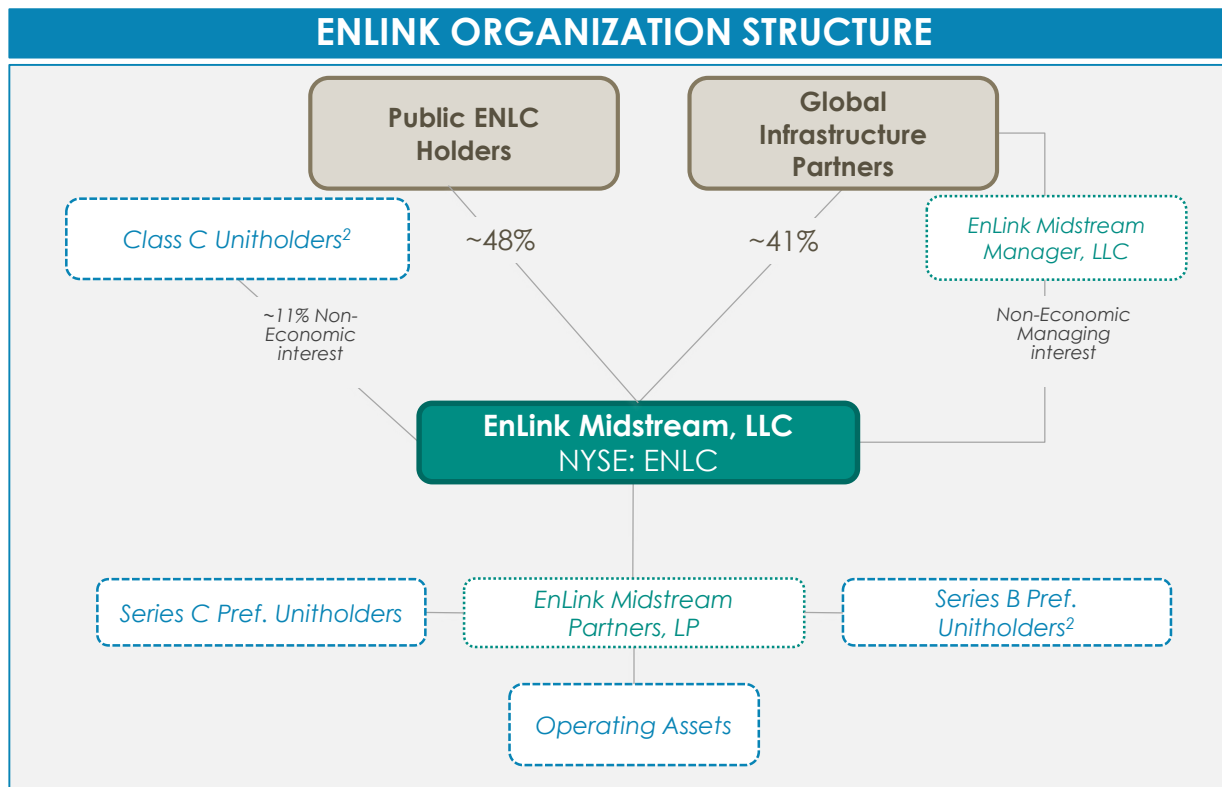 ENLINK ORGANIZATION STRUCTURE
Public ENLC
Holders
Global
Infrastructure
Partners
Class C Unitholders²
~48%
~41%
EnLink Midstream
Manager, LLC
~11% Non-
Economic
interest
Non-Economic
Managing
interest
EnLink Midstream, LLC
NYSE: ENLC
Series C Pref. Unitholders
EnLink Midstream
Partners, LP
Series B Pref.
Unitholders²
Operating Assets